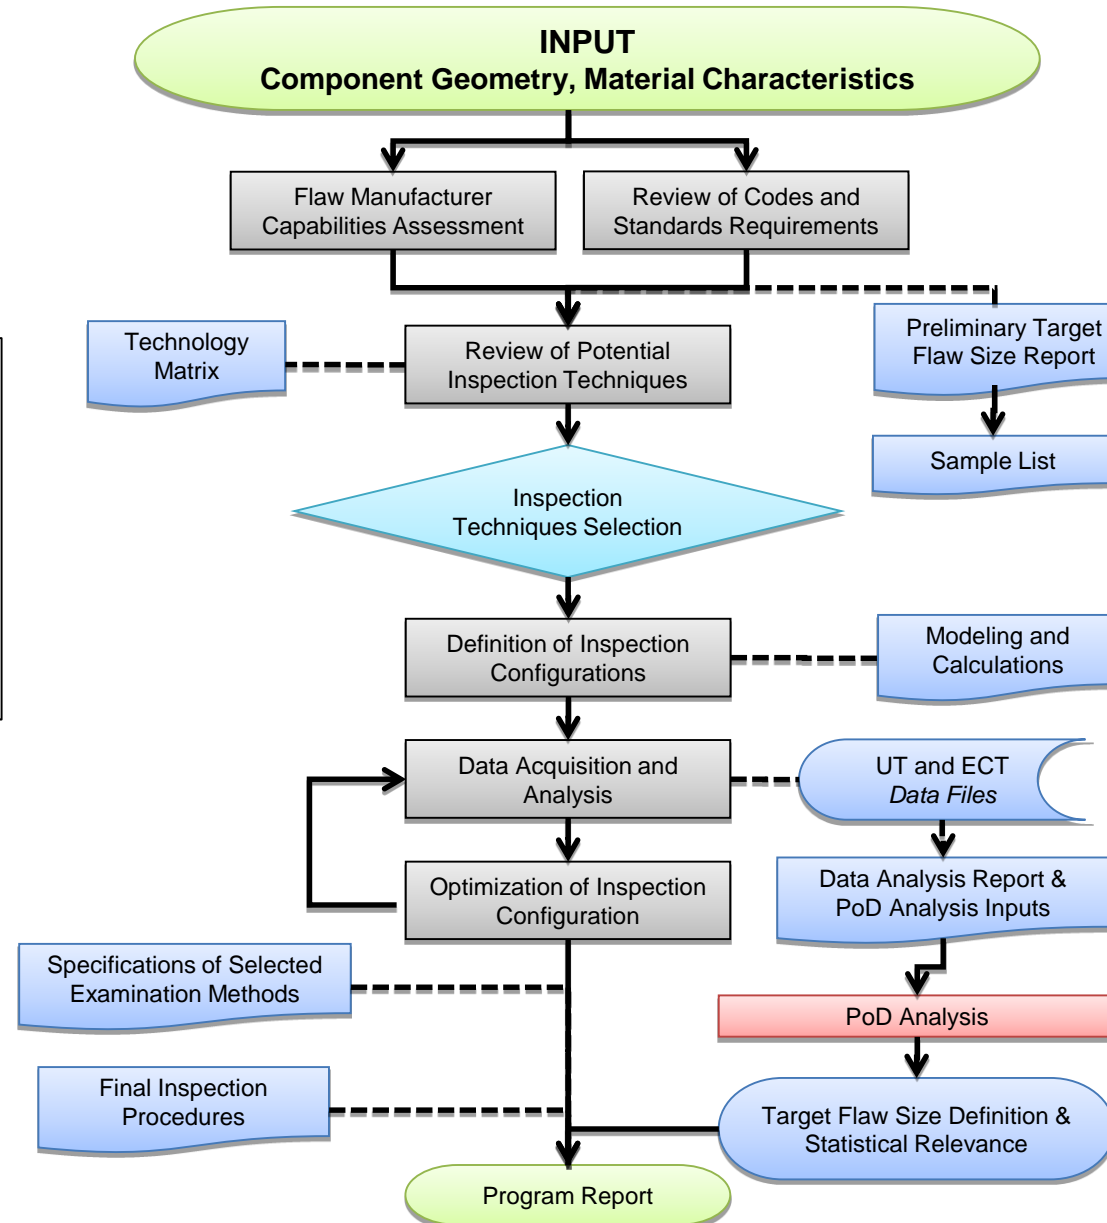 INPUT
Component Geometry, Material Characteristics
Flaw Manufacturer
Capabilities Assessment
Review of Codes and
Standards Requirements
Technology
Matrix
Review of Potential
Inspection Techniques
Preliminary Target
Flaw Size Report
Sample List
Inspection
Techniques Selection
Definition of Inspection
Configurations
Modeling and
Calculations
Data Acquisition and
Analysis
UT and ECT
Data Files
Optimization of Inspection
Configuration
Data Analysis Report &
PoD Analysis Inputs
Specifications of Selected
Examination Methods
PoD Analysis
Final Inspection
Procedures
Target Flaw Size Definition &
Statistical Relevance
Program Report